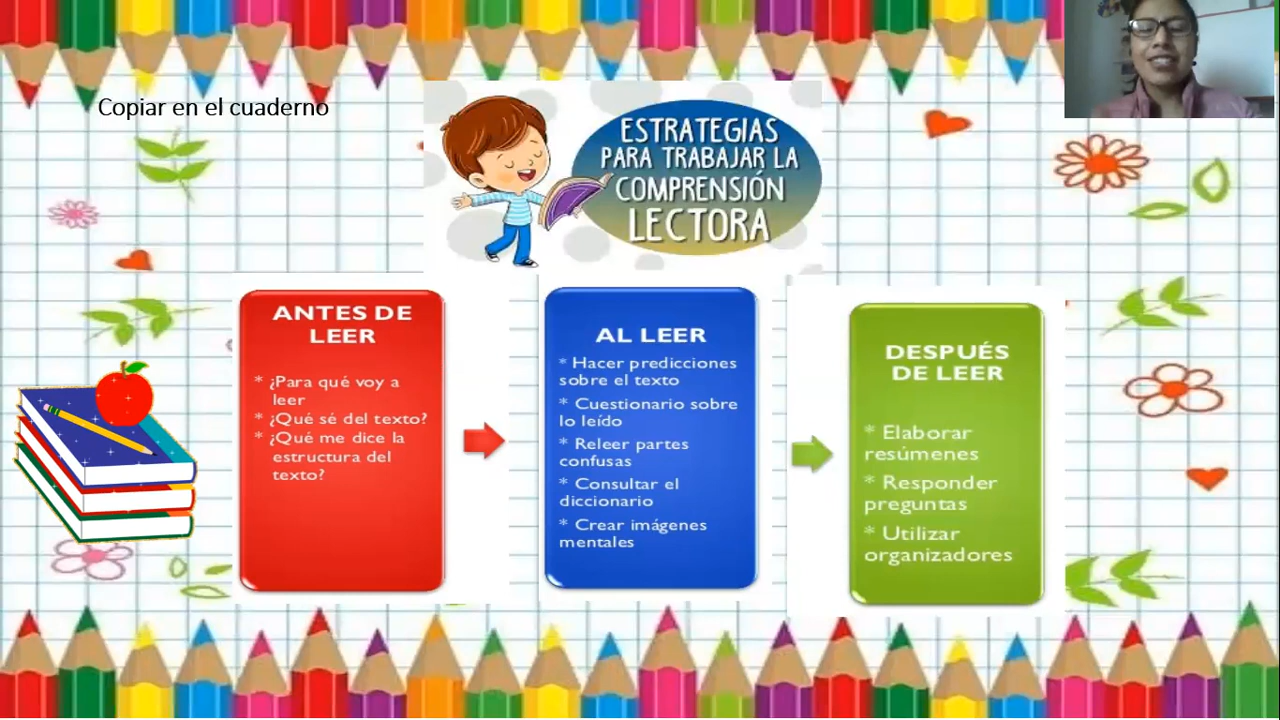 Copiar en el cuaderno
ESTRATEGIAS
PARA TRABAJAR LA
COMPRENSIÓN
LECTORA
ANTES DE
LEER
* ¿Para qué voy a
leer
* ¿Qué sé del texto?
* ¿Qué me dice la
estructura del
texto?
AL LEER
* Hacer predicciones
sobre el texto
* Cuestionario sobre
lo leído
* Releer partes
confusas
* Consultar el
diccionario
* Crear imágenes
mentales
DESPUÉS
DE LEER
* Elaborar
resúmenes
* Responder
preguntas
* Utilizar
organizadores